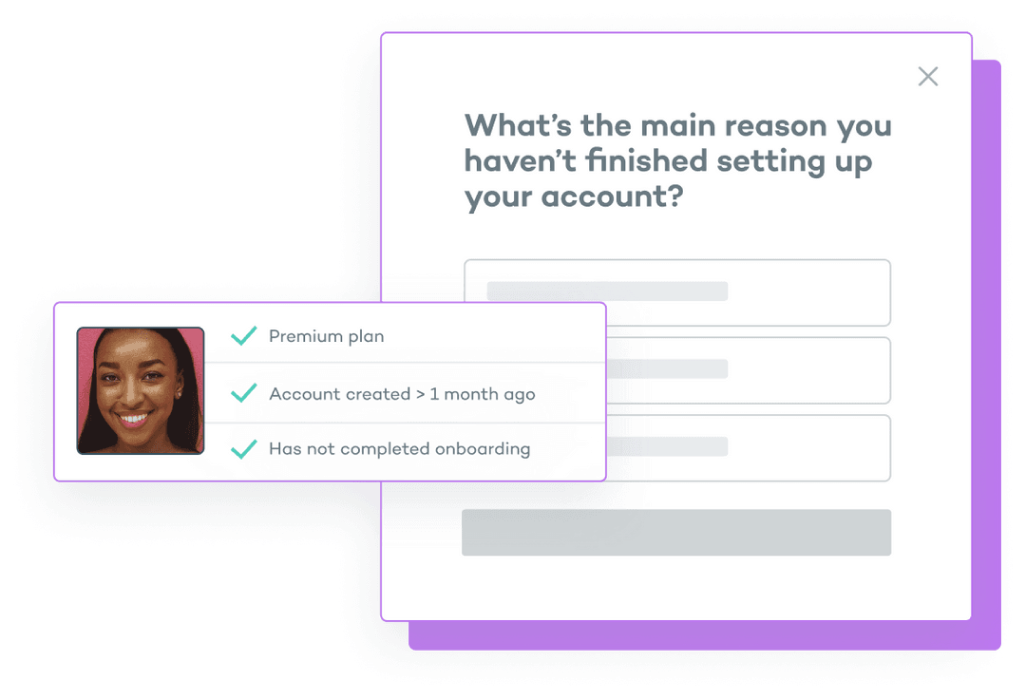 What's the main reason you
haven't finished setting up
your account?
Premium plan
Account created > 1 month ago
Has not completed onboarding